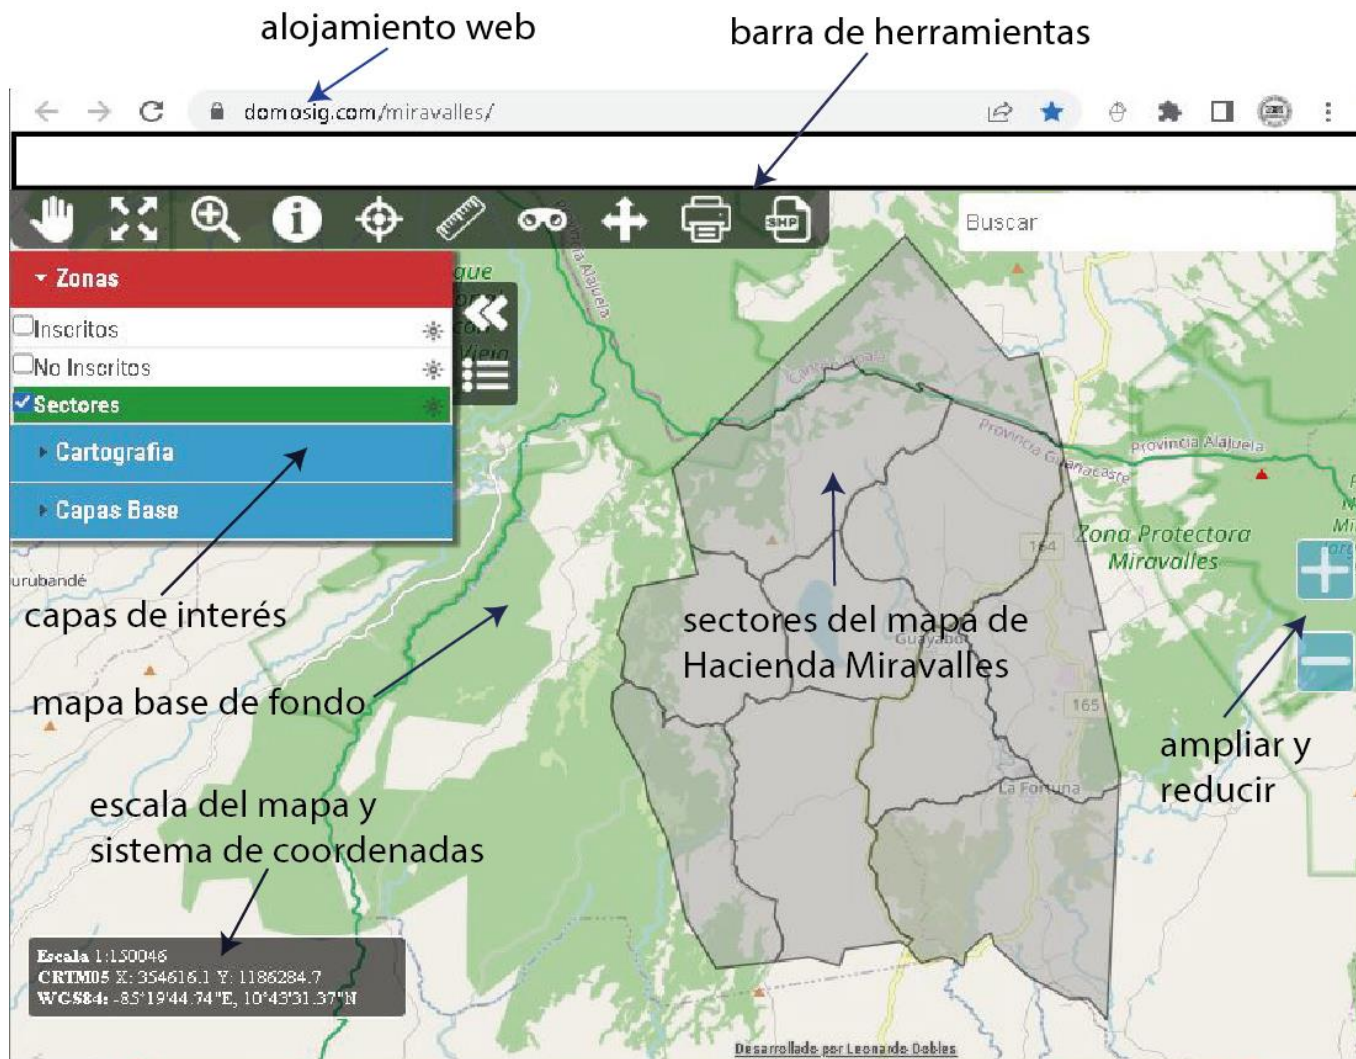 alojamiento web
barra de herramientas
domosig.com/miravalles/
SHP
Buscar
Zonas
Inscritos
No Inscritos
Sectores
Cartografia
Capas Base
Provincia Alajuela
Provincia Guanacaste
Provincia Alajuela
Zona Protectora
Miravalles
164
urubandé
capas de interés
sectores del mapa de
Hacienda Miravalles
mapa base de fondo
165
ampliar y
reducir
La Fortuna
escala del mapa y
sistema de coordenadas
Escala 1:150046
CRTM05 X: 354616.1 Y: 1186284.7
WGS84: -85°19'44.74"E, 10°43'31.37"N
Desarrollado por Leonardo Dobles